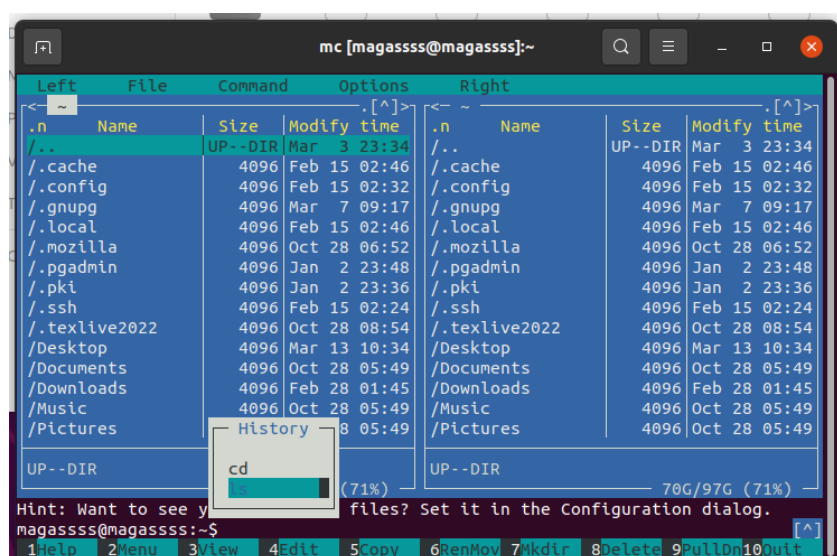 mc [magassss@magassss]:~
Left File Command Options Right
<─ ~ .[^]> <─ ~ .[^]>
.n Name Size Modify time .n Name Size Modify time
/.. UP--DIR Mar 3 23:34 /.. UP--DIR Mar 3 23:34
/.cache 4096 Feb 15 02:46 /.cache 4096 Feb 15 02:46
/.config 4096 Feb 15 02:32 /.config 4096 Feb 15 02:32
/.gnupg 4096 Mar 7 09:17 /.gnupg 4096 Mar 7 09:17
/.local 4096 Feb 15 02:46 /.local 4096 Feb 15 02:46
/.mozilla 4096 Oct 28 06:52 /.mozilla 4096 Oct 28 06:52
/.pgadmin 4096 Jan 2 23:48 /.pgadmin 4096 Jan 2 23:48
/.pki 4096 Jan 2 23:36 /.pki 4096 Jan 2 23:36
/.ssh 4096 Feb 15 02:24 /.ssh 4096 Feb 15 02:24
/.texlive2022 4096 Oct 28 08:54 /.texlive2022 4096 Oct 28 08:54
/Desktop 4096 Mar 13 10:34 /Desktop 4096 Mar 13 10:34
/Documents 4096 Oct 28 05:49 /Documents 4096 Oct 28 05:49
/Downloads 4096 Feb 28 01:45 /Downloads 4096 Feb 28 01:45
/Music 4096 Oct 28 05:49 /Music 4096 Oct 28 05:49
/Pictures History 8 05:49 /Pictures 4096 Oct 28 05:49
UP--DIR cd UP--DIR
ls (71%) 70G/97G (71%)
Hint: Want to see y files? Set it in the Configuration dialog.
magassss@magassss:~$ [^]
1Help 2Menu 3View 4Edit 5Copy 6RenMov 7Mkdir 8Delete 9PullDn 10Quit